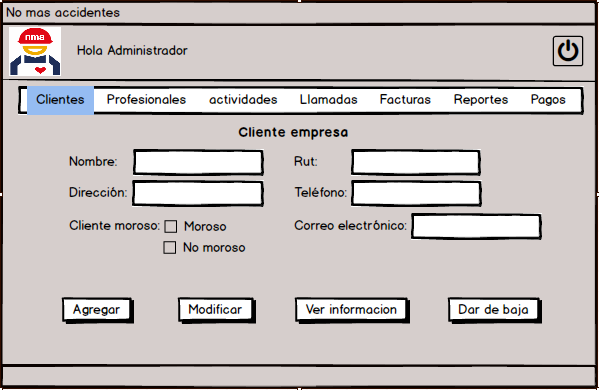 No mas accidentes
nma
Hola Administrador
Clientes Profesionales actividades Llamadas Facturas Reportes Pagos
Cliente empresa
Nombre: Rut:
Dirección: Teléfono:
Cliente moroso: Moroso Correo electrónico:
No moroso
Agregar Modificar Ver informacion Dar de baja